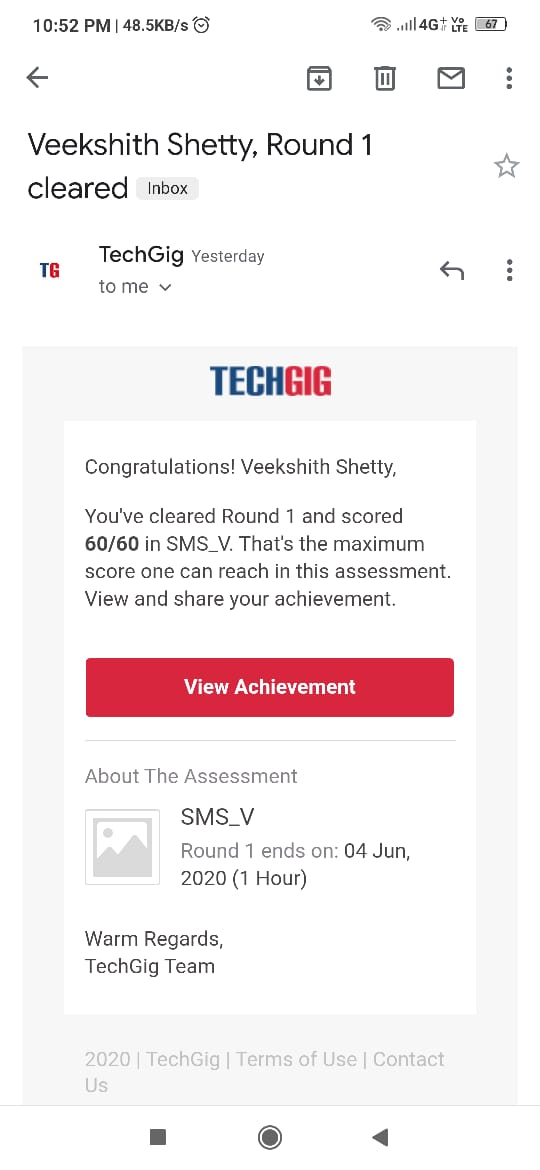 10:52 PM | 48.5KB/s
4G+ Vo LTE 67
Veekshith Shetty, Round 1
cleared Inbox
TG
TechGig Yesterday
to me
TECHGIG
Congratulations! Veekshith Shetty,
You've cleared Round 1 and scored
60/60 in SMS_V. That's the maximum
score one can reach in this assessment.
View and share your achievement.
View Achievement
About The Assessment
SMS_V
Round 1 ends on: 04 Jun,
2020 (1 Hour)
Warm Regards,
TechGig Team
2020 | TechGig | Terms of Use | Contact
Us